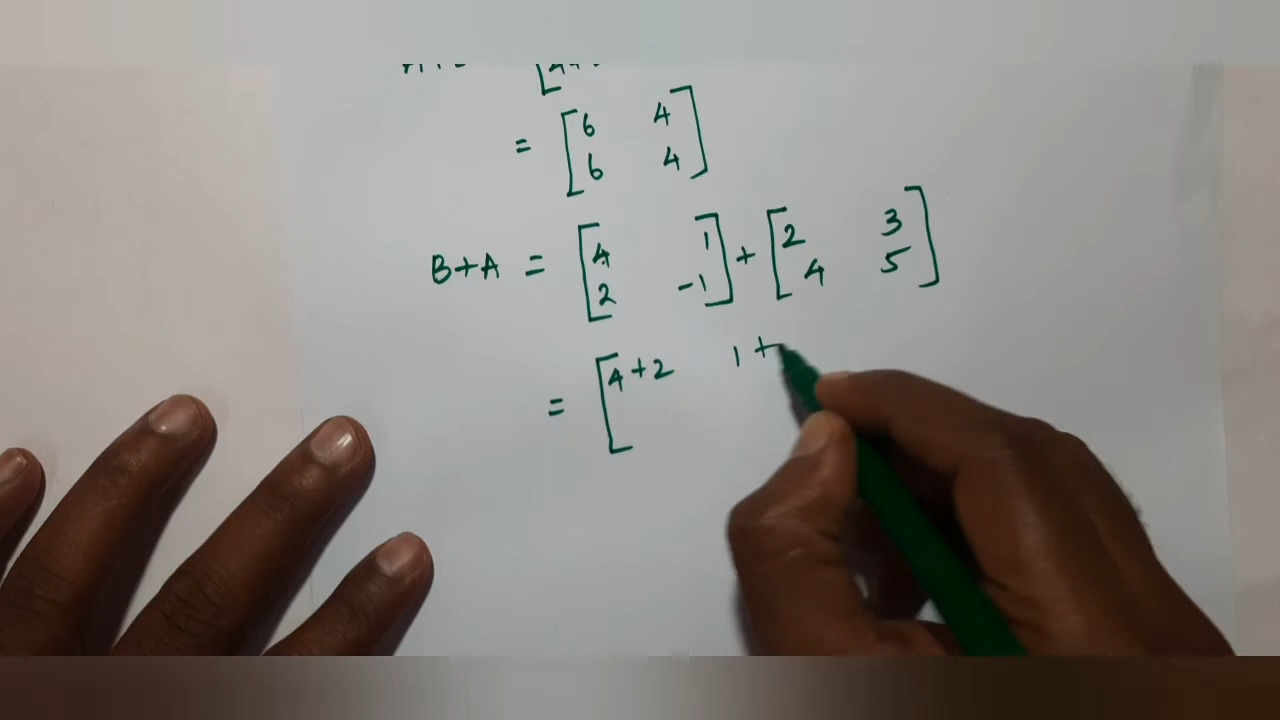 = [6 4
6 4]
B+A = [4 1
2 -1] + [2 3
4 5]
= [4+2 1+